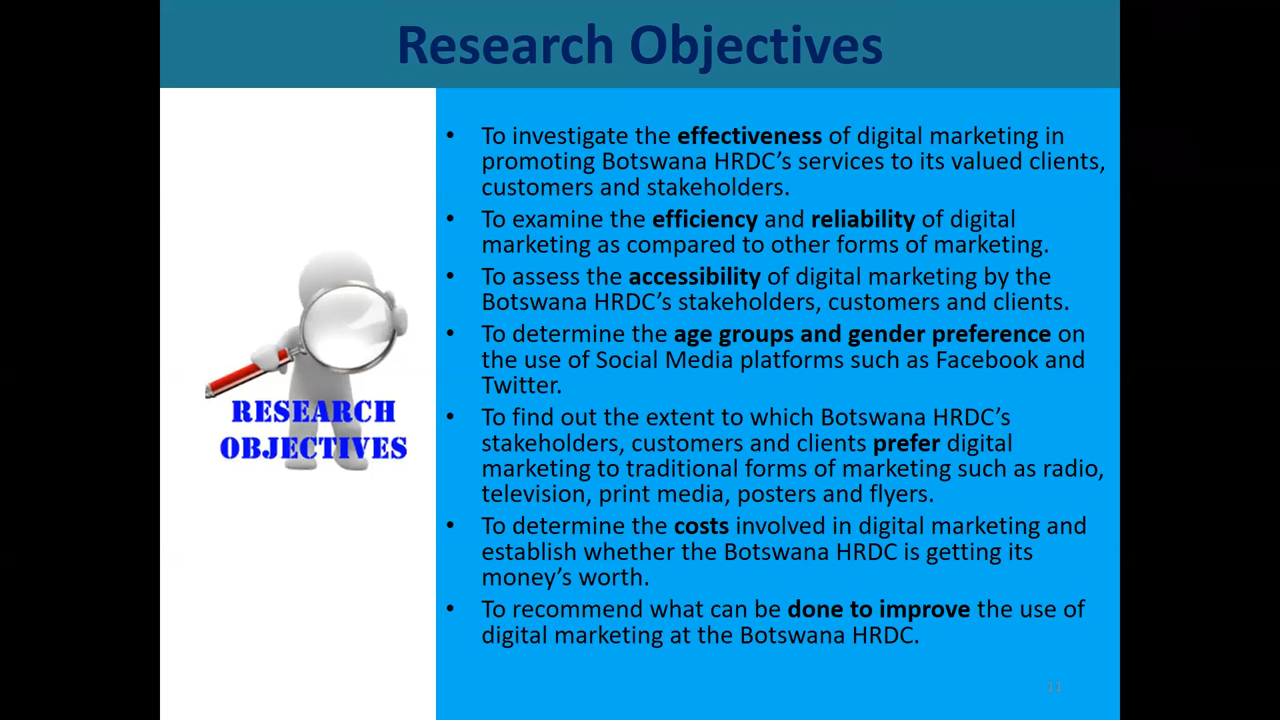 Research Objectives
• To investigate the effectiveness of digital marketing in
promoting Botswana HRDC’s services to its valued clients,
customers and stakeholders.
• To examine the efficiency and reliability of digital
marketing as compared to other forms of marketing.
• To assess the accessibility of digital marketing by the
Botswana HRDC’s stakeholders, customers and clients.
• To determine the age groups and gender preference on
the use of Social Media platforms such as Facebook and
Twitter.
• To find out the extent to which Botswana HRDC’s
stakeholders, customers and clients prefer digital
marketing to traditional forms of marketing such as radio,
television, print media, posters and flyers.
• To determine the costs involved in digital marketing and
establish whether the Botswana HRDC is getting its
money’s worth.
• To recommend what can be done to improve the use of
digital marketing at the Botswana HRDC.
RESEARCH
OBJECTIVES
11